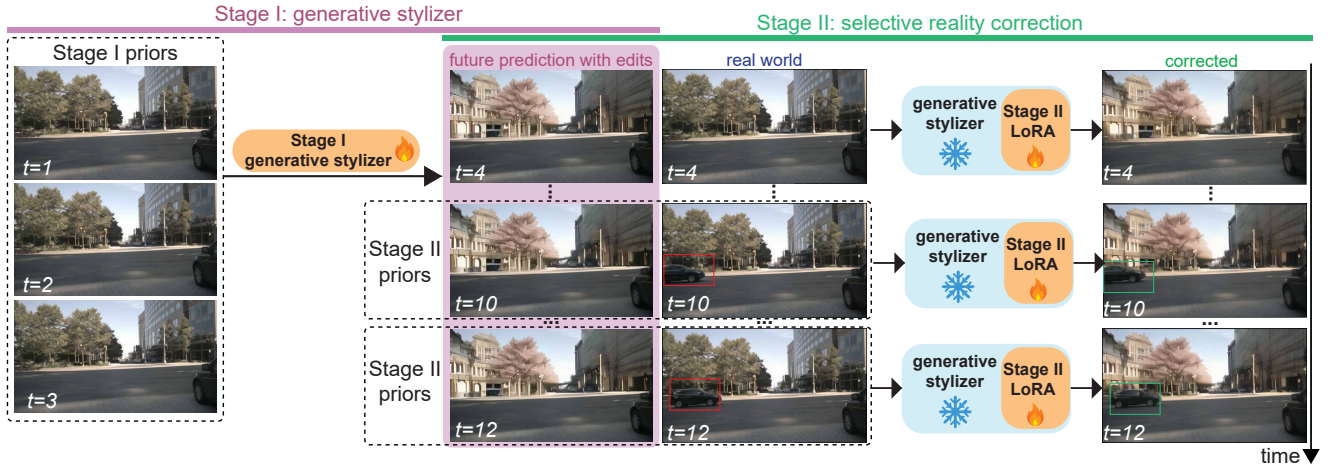 Stage I: generative stylizer
Stage II: selective reality correction
Stage I priors
future prediction with edits
real world
corrected
t=1
Stage I
generative stylizer
t=4
t=4
generative
stylizer
Stage II
LoRA
t=4
t=2
Stage II
priors
t=10
t=10
generative
stylizer
Stage II
LoRA
t=10
t=3
Stage II
priors
t=12
t=12
generative
stylizer
Stage II
LoRA
t=12
time